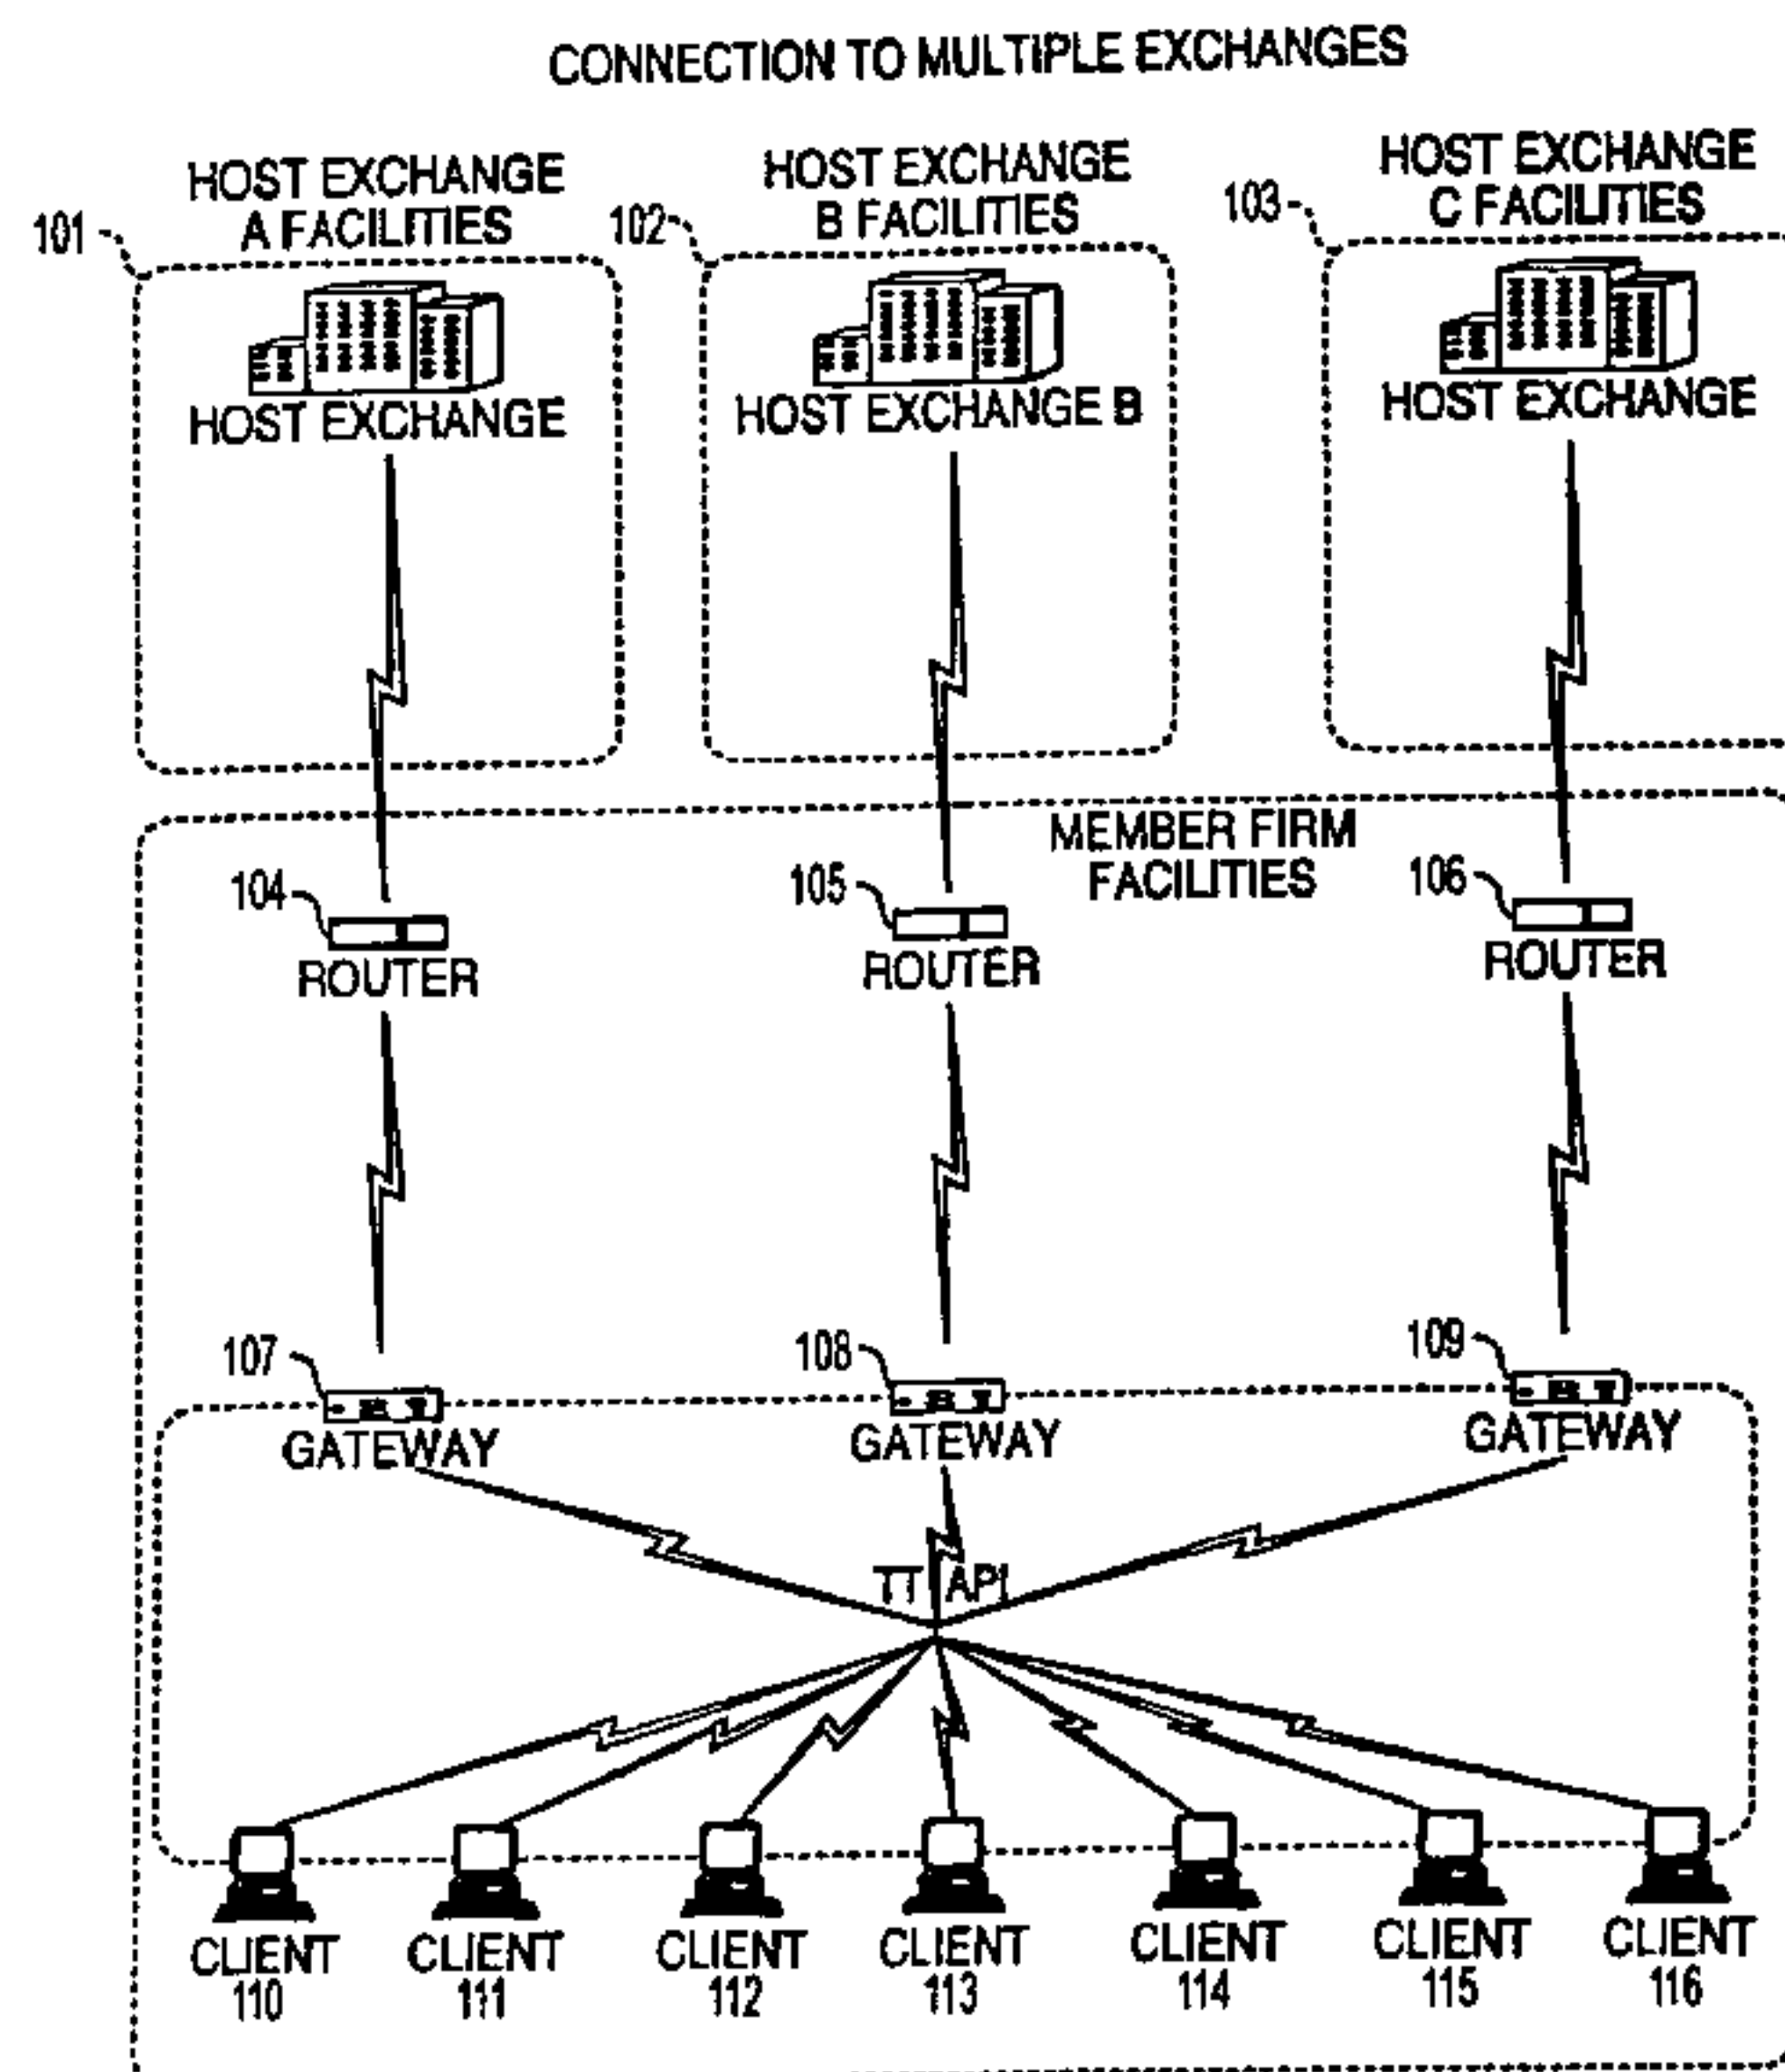 CONNECTION TO MULTIPLE EXCHANGES
HOST EXCHANGE
A FACILITIES
HOST EXCHANGE
B FACILITIES
HOST EXCHANGE
C FACILITIES
101
102
103
HOST EXCHANGE
HOST EXCHANGE B
HOST EXCHANGE
MEMBER FIRM
FACILITIES
104
105
106
ROUTER
ROUTER
ROUTER
107
108
109
GATEWAY
GATEWAY
GATEWAY
TT API
CLIENT
110
CLIENT
111
CLIENT
112
CLIENT
113
CLIENT
114
CLIENT
115
CLIENT
116